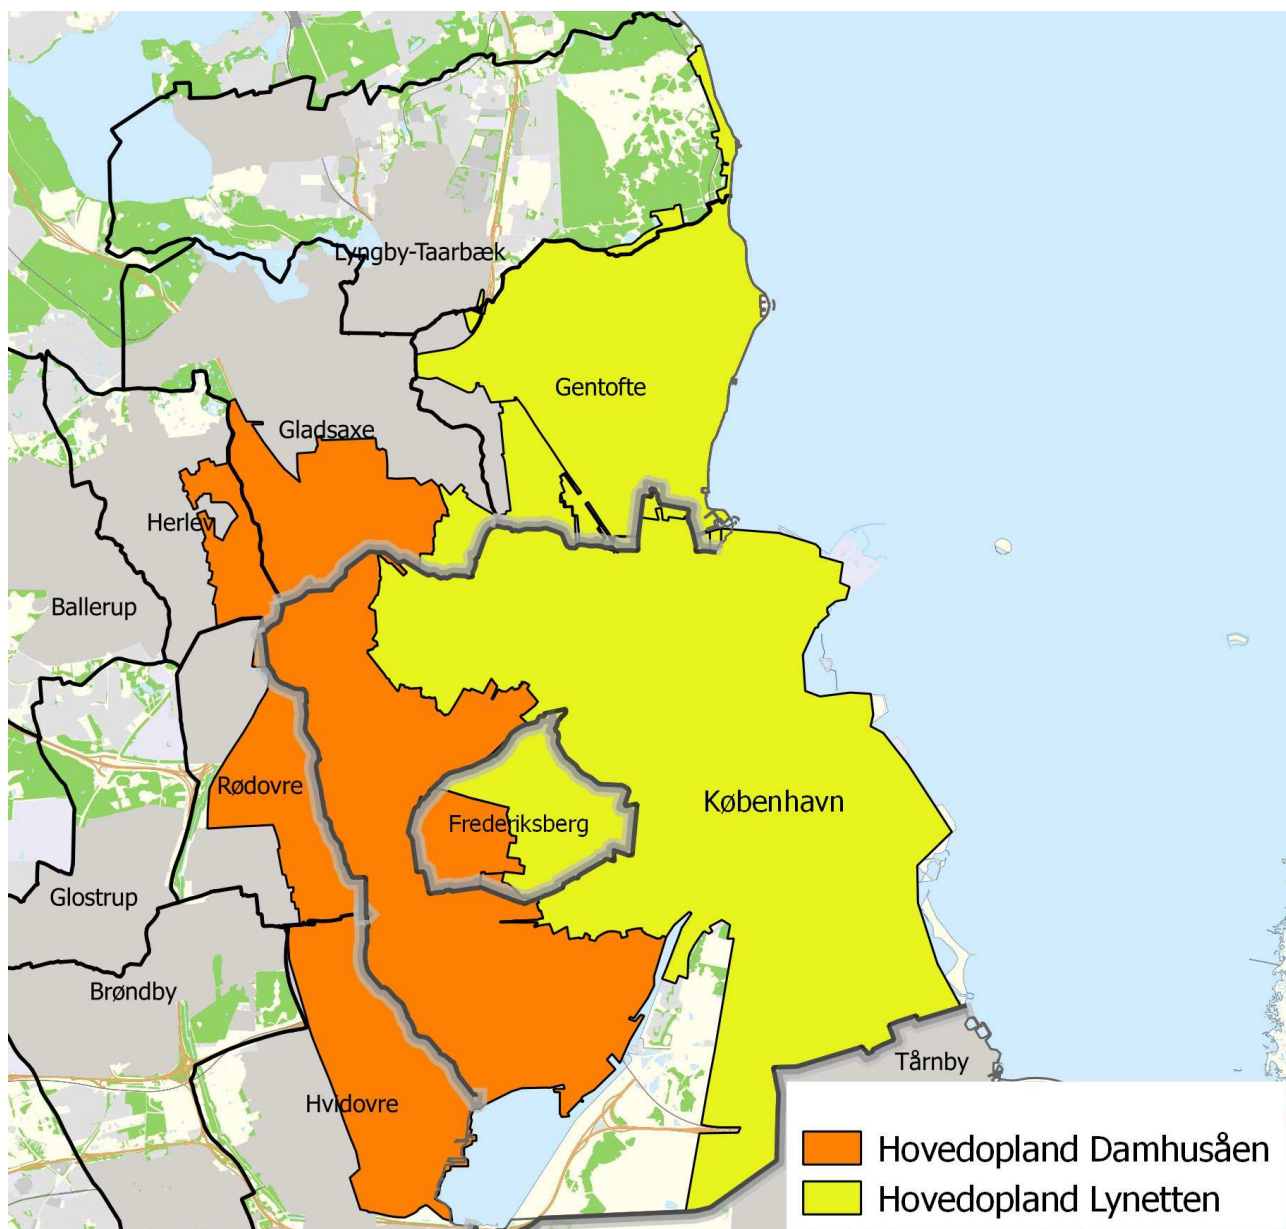 Lyngby-Taarbæk
Gentofte
Gladsaxe
Herlev
Ballerup
Rødovre
København
Frederiksberg
Glostrup
Brøndby
Tårnby
Hvidovre
Hovedopland Damhusåen
Hovedopland Lynetten